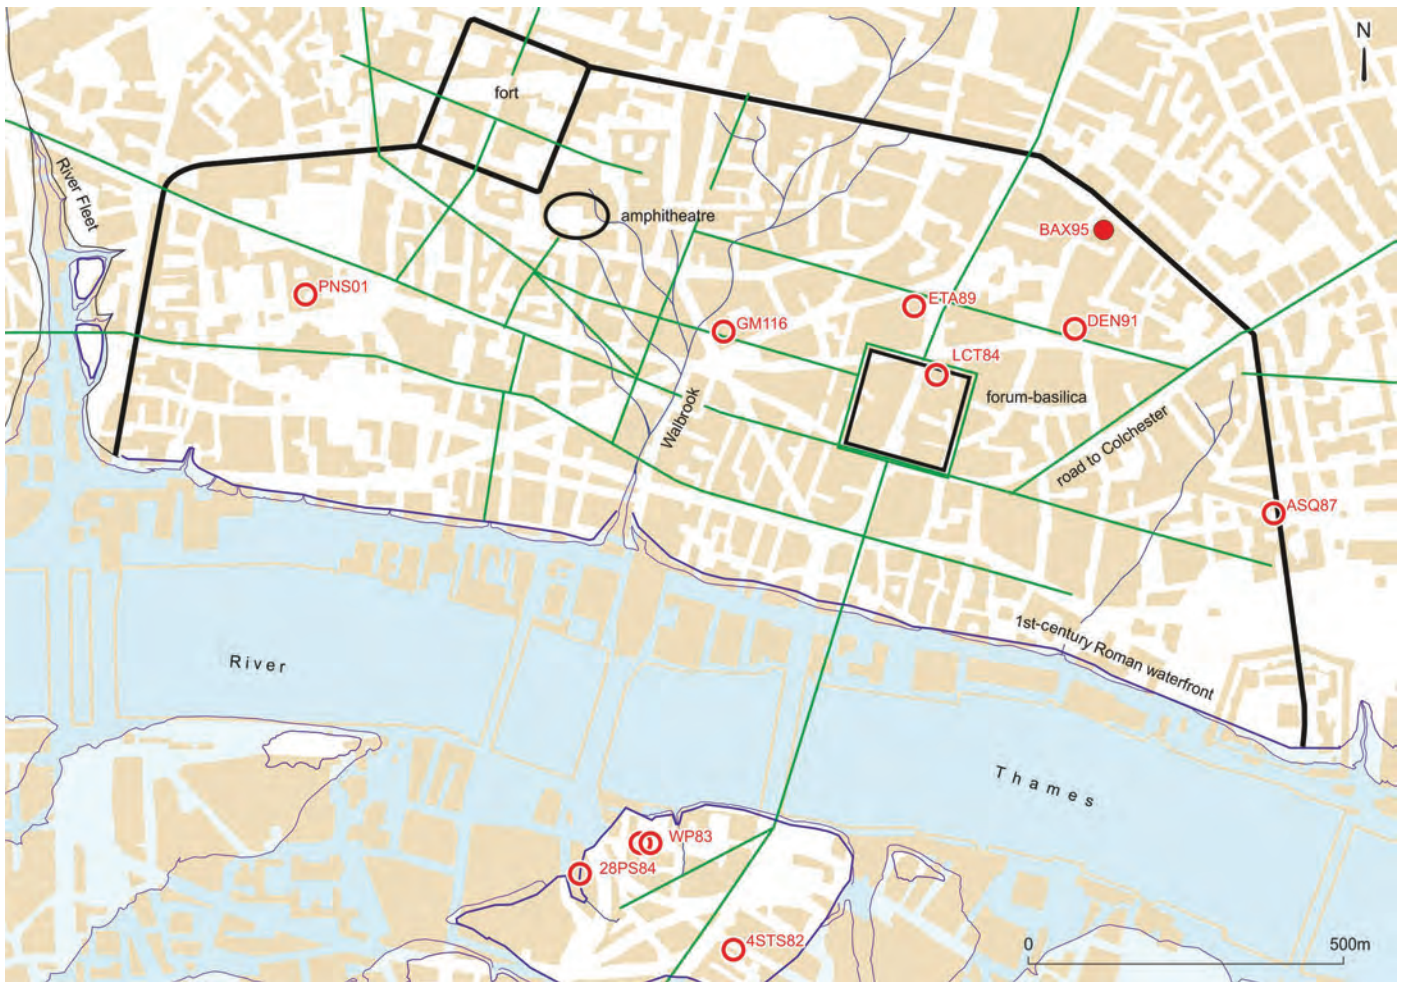 N
fort
River Fleet
amphitheatre
BAX95
PNS01
ETA89
GM116
DEN91
LCT84
forum-basilica
Walbrook
road to Colchester
ASQ87
1st-century Roman waterfront
River
Thames
WP83
28PS84
4STS82
0 500m